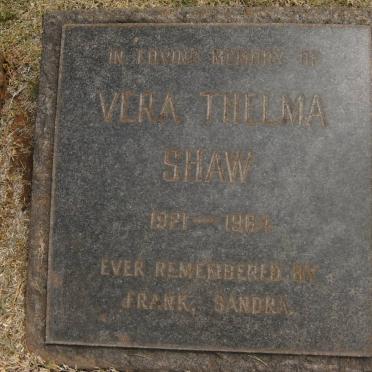 IN LOVING MEMORY OF
VERA THELMA
SHAW
1921 — 1964
EVER REMEMBERED BY
FRANK, SANDRA.